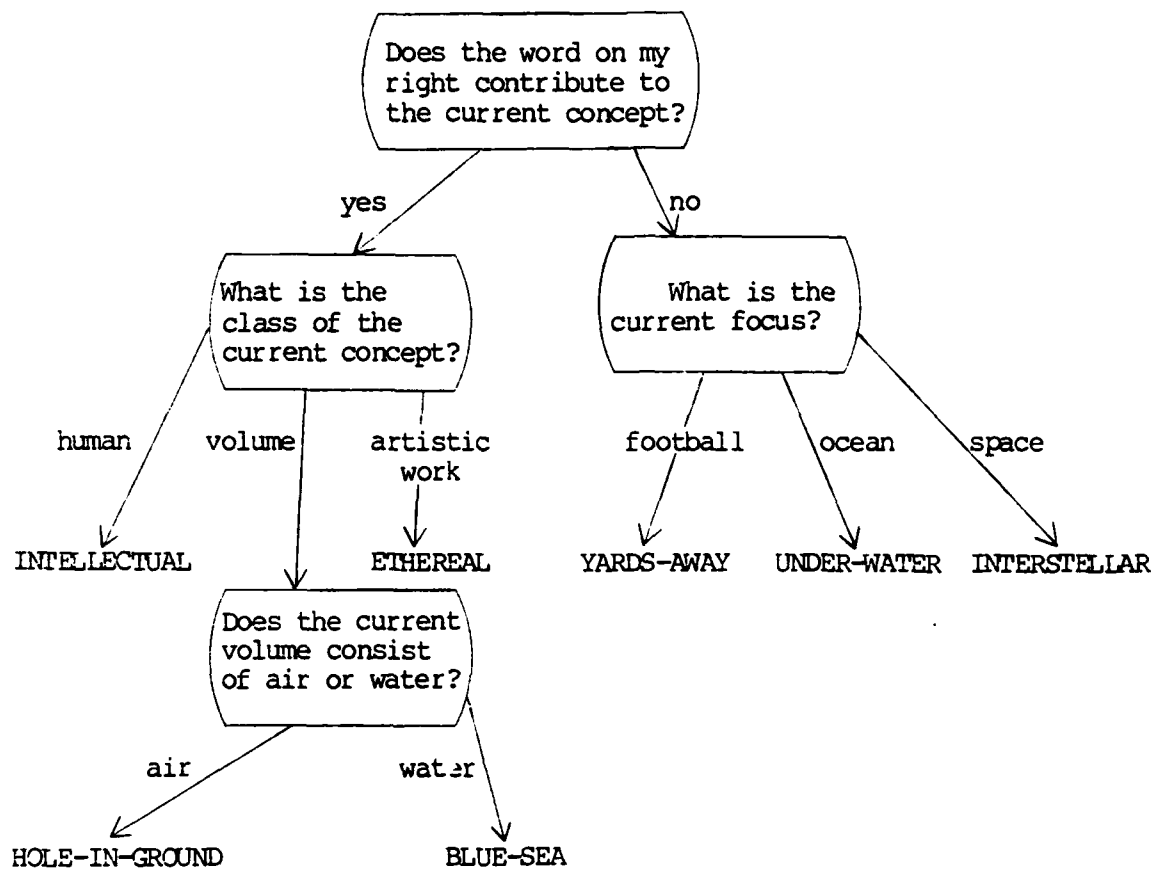 Does the word on my
right contribute to
the current concept?
yes
no
What is the
class of the
current concept?
What is the
current focus?
human
volume
artistic
work
football
ocean
space
INTELLECTUAL
ETHEREAL
YARDS-AWAY
UNDER-WATER
INTERSTELLAR
Does the current
volume consist
of air or water?
air
water
HOLE-IN-GROUND
BLUE-SEA